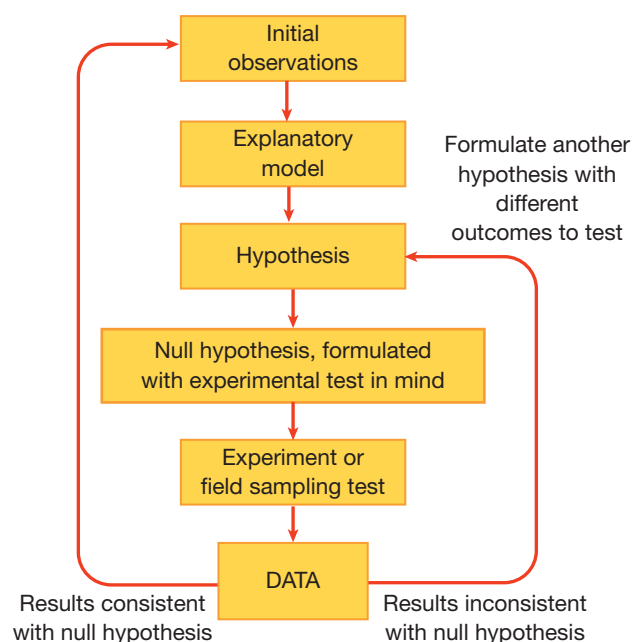 Initial
observations
Explanatory
model
Formulate another
hypothesis with
different
outcomes to test
Hypothesis
Null hypothesis, formulated
with experimental test in mind
Experiment or
field sampling test
DATA
Results consistent
with null hypothesis
Results inconsistent
with null hypothesis